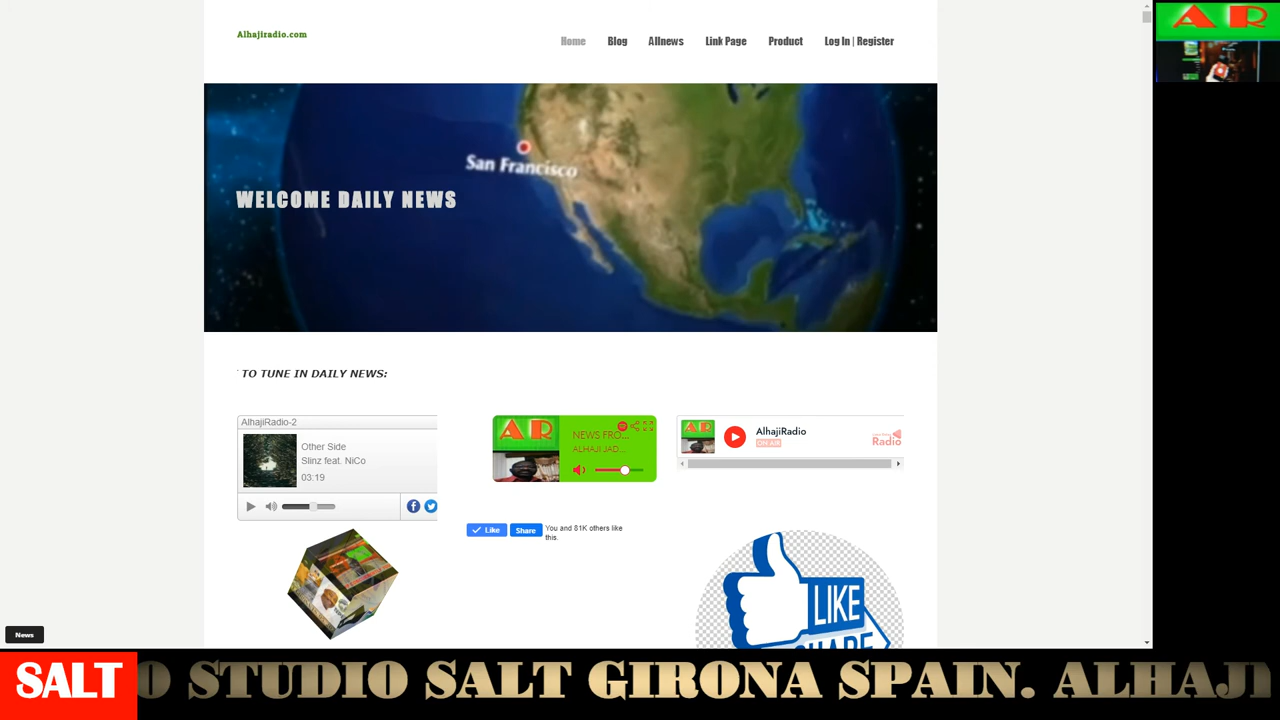 A R
Alhajiradio.com
Home Blog Allnews Link Page Product Log In | Register
San Francisco
WELCOME DAILY NEWS
TO TUNE IN DAILY NEWS:
AlhajiRadio-2
Other Side
Slinz feat. NiCo
03:19
A R
NEWS FRO...
ALHAJI JAD...
A R
AlhajiRadio
ON AIR
Radio
Like Share You and 81K others like this.
LIKE
SHARE
News
SALT
O STUDIO SALT GIRONA SPAIN. ALHAJI